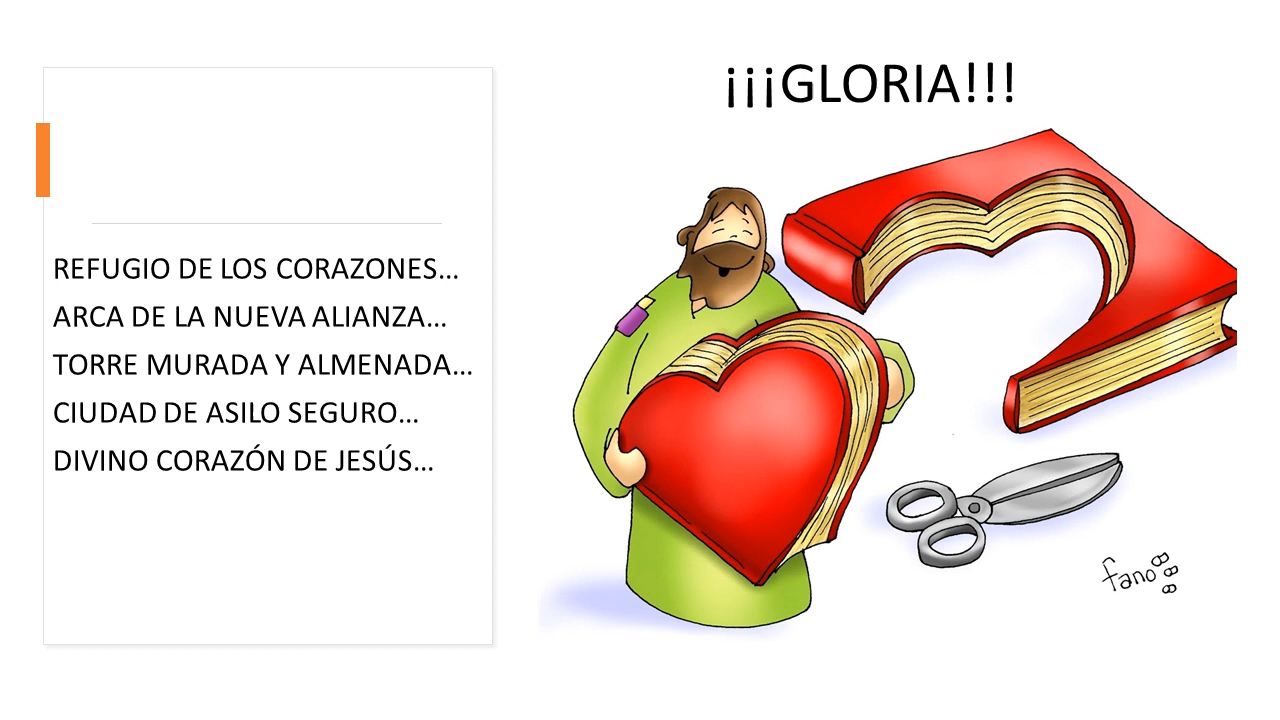 ¡¡¡GLORIA!!!
REFUGIO DE LOS CORAZONES…
ARCA DE LA NUEVA ALIANZA…
TORRE MURADA Y ALMENADA…
CIUDAD DE ASILO SEGURO…
DIVINO CORAZÓN DE JESÚS…
fano